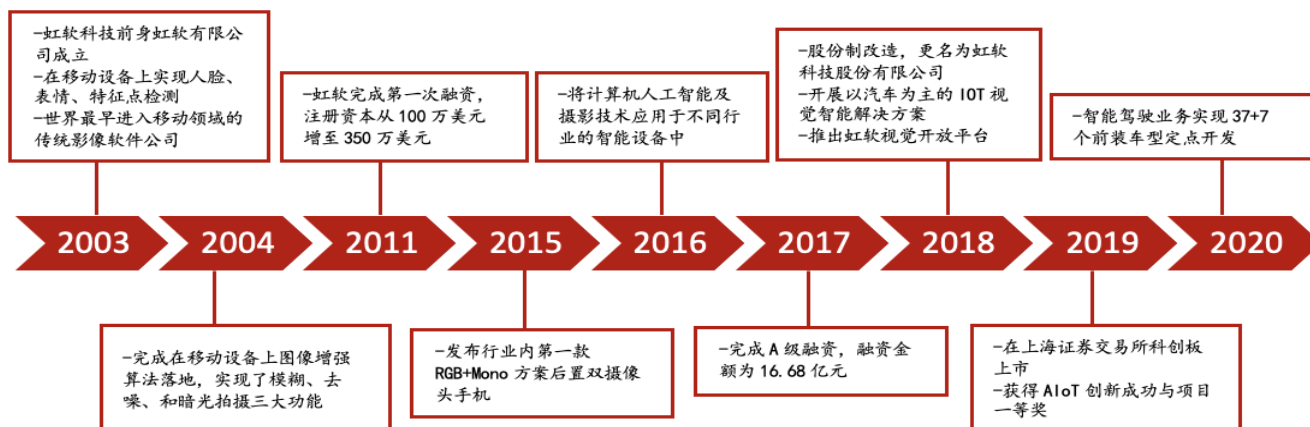 -虹软科技前身虹软有限公
司成立
-在移动设备上实现人脸、
表情、特征点检测
-世界最早进入移动领域的
传统影像软件公司
-虹软完成第一次融资，
注册资本从 100 万美元
增至 350 万美元
-将计算机人工智能及
摄影技术应用于不同行
业的智能设备中
-股份制改造，更名为虹软
科技股份有限公司
-开展以汽车为主的 IOT 视
觉智能解决方案
-推出虹软视觉开放平台
-智能驾驶业务实现 37+7
个前装车型定点开发
2003
2004
2011
2015
2016
2017
2018
2019
2020
-完成在移动设备上图像增强
算法落地，实现了模糊、去
噪、和暗光拍摄三大功能
-发布行业内第一款
RGB+Mono 方案后置双摄像
头手机
-完成 A 级融资，融资金
额为 16.68 亿元
-在上海证券交易所科创板
上市
-获得 AIoT 创新成功与项目
一等奖